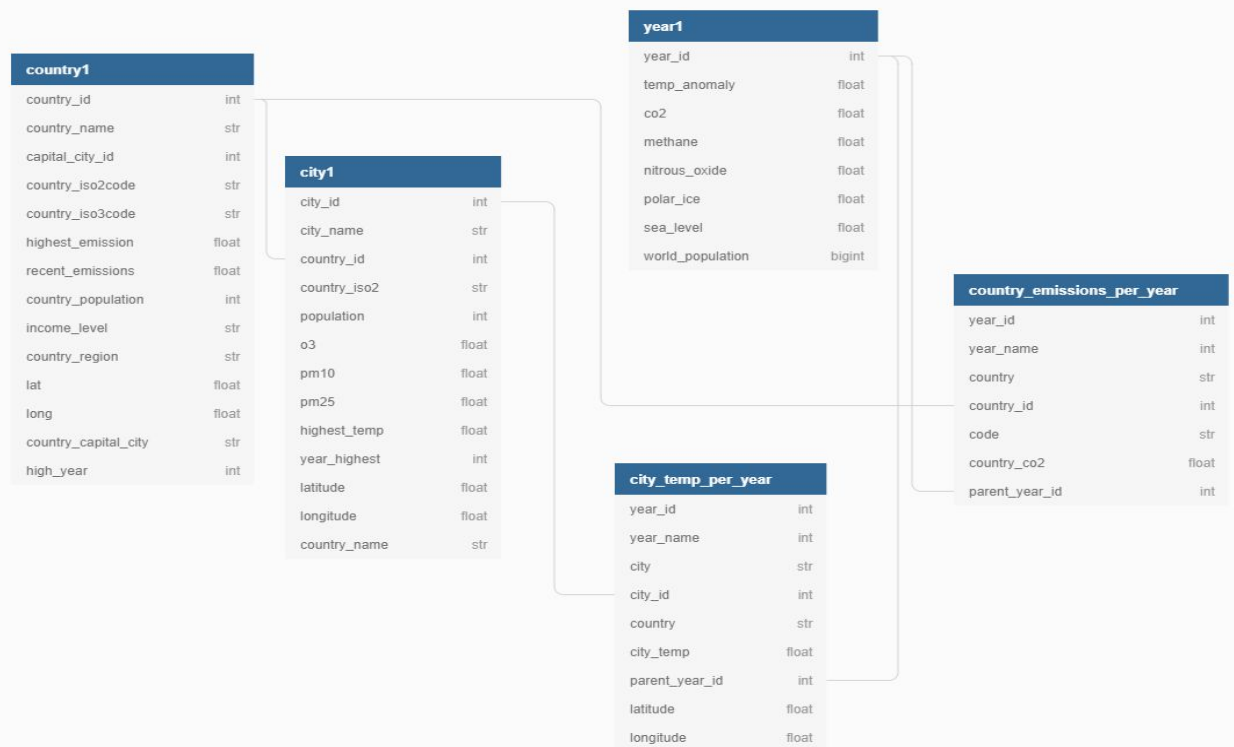 country1
country_id int
country_name str
capital_city_id int
country_iso2code str
country_iso3code str
highest_emission float
recent_emissions float
country_population int
income_level str
country_region str
lat float
long float
country_capital_city str
high_year int
city1
city_id int
city_name str
country_id int
country_iso2 str
population int
o3 float
pm10 float
pm25 float
highest_temp float
year_highest int
latitude float
longitude float
country_name str
year1
year_id int
temp_anomaly float
co2 float
methane float
nitrous_oxide float
polar_ice float
sea_level float
world_population bigint
city_temp_per_year
year_id int
year_name int
city str
city_id int
country str
city_temp float
parent_year_id int
latitude float
longitude float
country_emissions_per_year
year_id int
year_name int
country str
country_id int
code str
country_co2 float
parent_year_id int